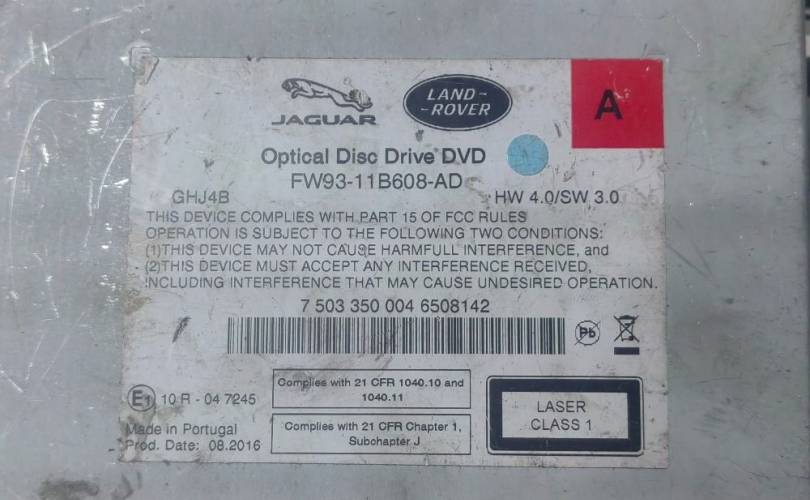 JAGUAR
LAND-
-ROVER
A
Optical Disc Drive DVD
FW93-11B608-AD
GHJ4B HW 4.0/SW 3.0
THIS DEVICE COMPLIES WITH PART 15 OF FCC RULES
OPERATION IS SUBJECT TO THE FOLLOWING TWO CONDITIONS:
(1)THIS DEVICE MAY NOT CAUSE HARMFULL INTERFERENCE, and
(2)THIS DEVICE MUST ACCEPT ANY INTERFERENCE RECEIVED,
INCLUDING INTERFERENCE THAT MAY CAUSE UNDESIRED OPERATION.
7 503 350 004 6508142
Pb
E1 10 R - 04 7245
Made in Portugal
Prod. Date: 08.2016
Complies with 21 CFR 1040.10 and
1040.11
Complies with 21 CFR Chapter 1,
Subchapter J
LASER
CLASS 1